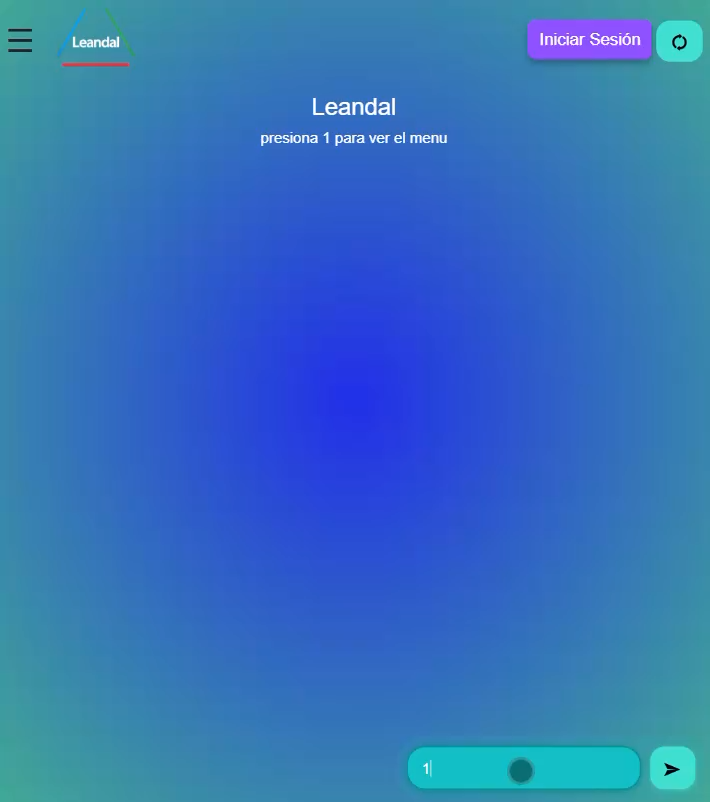 Leandal
Iniciar Sesión
Leandal
presiona 1 para ver el menu
1